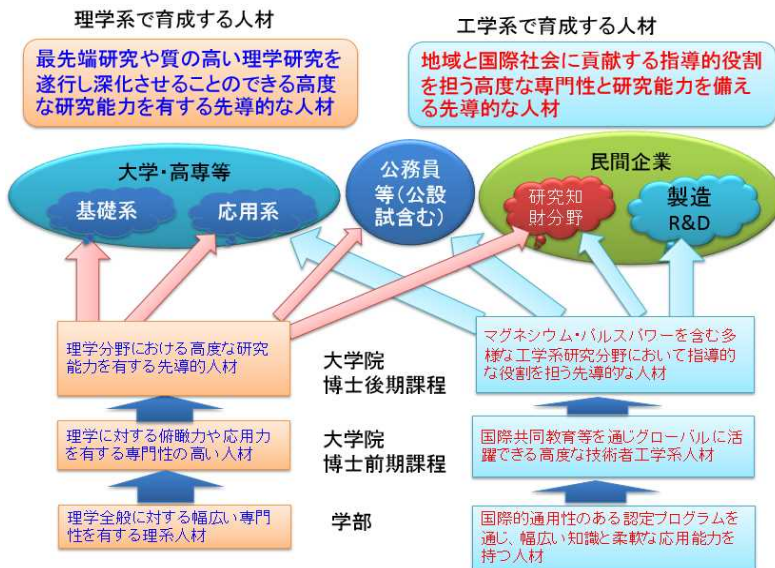 理学系で育成する人材
工学系で育成する人材
最先端研究や質の高い理学研究を
遂行し深化させることのできる高度
な研究能力を有する先導的な人材
地域と国際社会に貢献する指導的役割
を担う高度な専門性と研究能力を備え
る先導的な人材
大学・高専等
基礎系
応用系
公務員
等(公設
試含む)
民間企業
研究知
財分野
製造
R&D
理学分野における高度な研究
能力を有する先導的人材
大学院
博士後期課程
マグネシウム・パルスパワーを含む多
様な工学系研究分野において指導的
な役割を担う先導的な人材
理学に対する俯瞰力や応用力
を有する専門性の高い人材
大学院
博士前期課程
国際共同教育等を通じグローバルに活
躍できる高度な技術者工学系人材
理学全般に対する幅広い専門
性を有する理系人材
学部
国際的通用性のある認定プログラムを
通じ、幅広い知識と柔軟な応用能力を
持つ人材